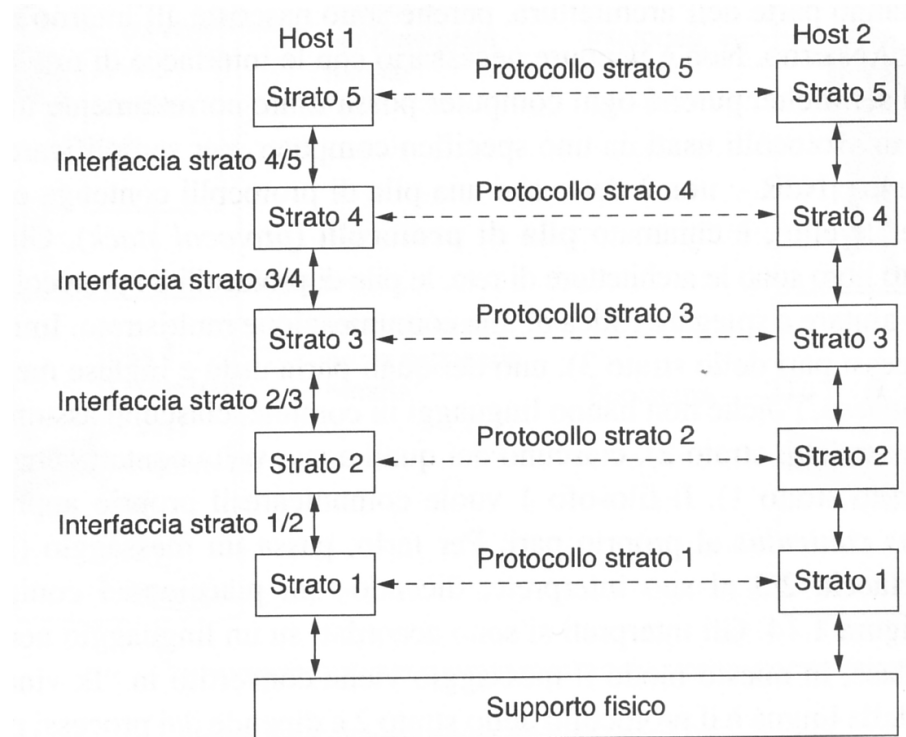 Host 1
Host 2
Strato 5
Protocollo strato 5
Strato 5
Interfaccia strato 4/5
Strato 4
Protocollo strato 4
Strato 4
Interfaccia strato 3/4
Strato 3
Protocollo strato 3
Strato 3
Interfaccia strato 2/3
Strato 2
Protocollo strato 2
Strato 2
Interfaccia strato 1/2
Strato 1
Protocollo strato 1
Strato 1
Supporto fisico